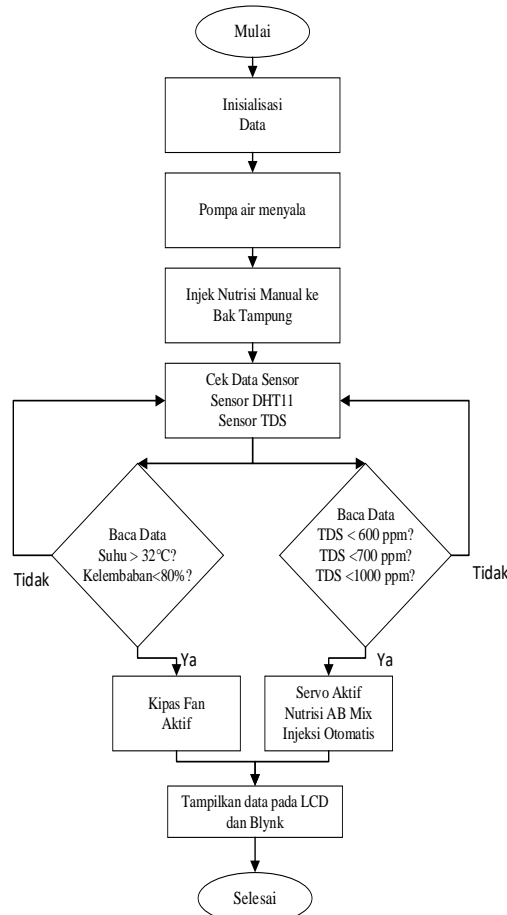 Mulai
Inisialisasi
Data
Pompa air menyala
Injek Nutrisi Manual ke
Bak Tampung
Cek Data Sensor
Sensor DHT11
Sensor TDS
Baca Data
Suhu > 32°C?
Kelembaban<80%?
Tidak
Ya
Baca Data
TDS < 600 ppm?
TDS <700 ppm?
TDS <1000 ppm?
Tidak
Ya
Kipas Fan
Aktif
Servo Aktif
Nutrisi AB Mix
Injeksi Otomatis
Tampilkan data pada LCD
dan Blynk
Selesai